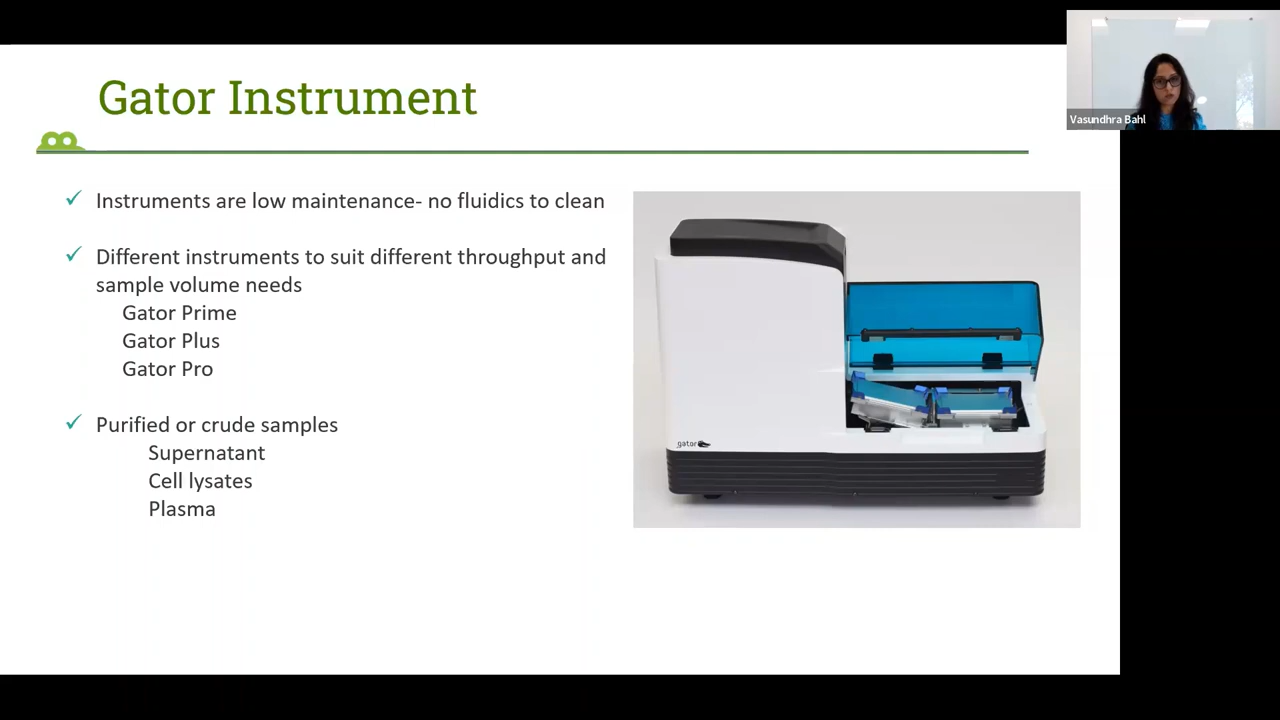 Gator Instrument
Vasundhra Bahl
✓ Instruments are low maintenance- no fluidics to clean
✓ Different instruments to suit different throughput and
sample volume needs
Gator Prime
Gator Plus
Gator Pro
✓ Purified or crude samples
Supernatant
Cell lysates
Plasma
gator